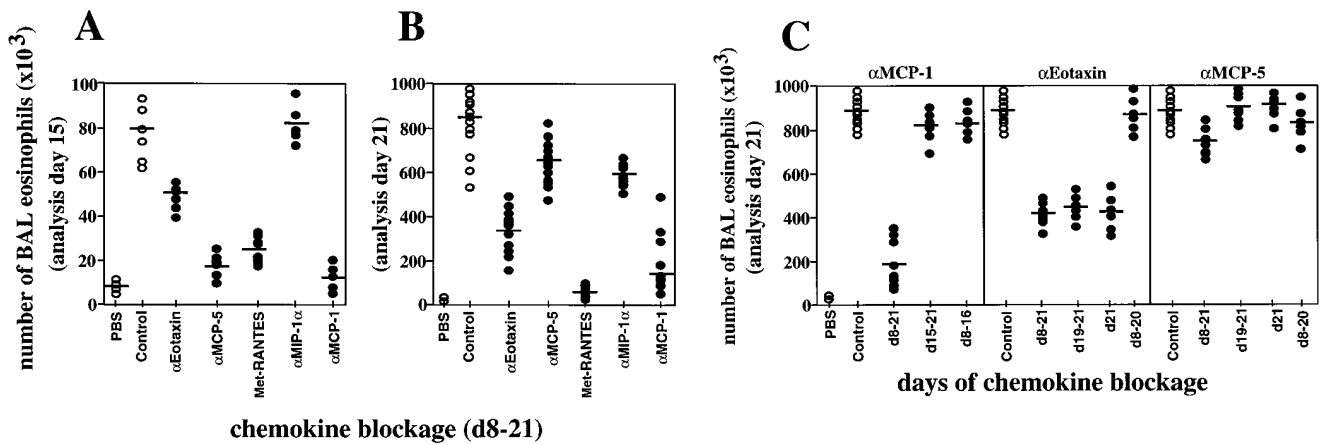 A
number of BAL eosinophils (x10³)
(analysis day 15)
100
80
60
40
20
0
PBS
Control
αEotaxin
αMCP-5
Met-RANTES
αMIP-1α
αMCP-1
B
(analysis day 21)
1000
800
600
400
200
0
PBS
Control
αEotaxin
αMCP-5
Met-RANTES
αMIP-1α
αMCP-1
chemokine blockage (d8-21)
C
number of BAL eosinophils (x10³)
(analysis day 21)
αMCP-1
αEotaxin
αMCP-5
1000
800
600
400
200
0
PBS
Control
d8-21
d15-21
d8-16
Control
d8-21
d19-21
d21
d8-20
Control
d8-21
d19-21
d21
d8-20
days of chemokine blockage